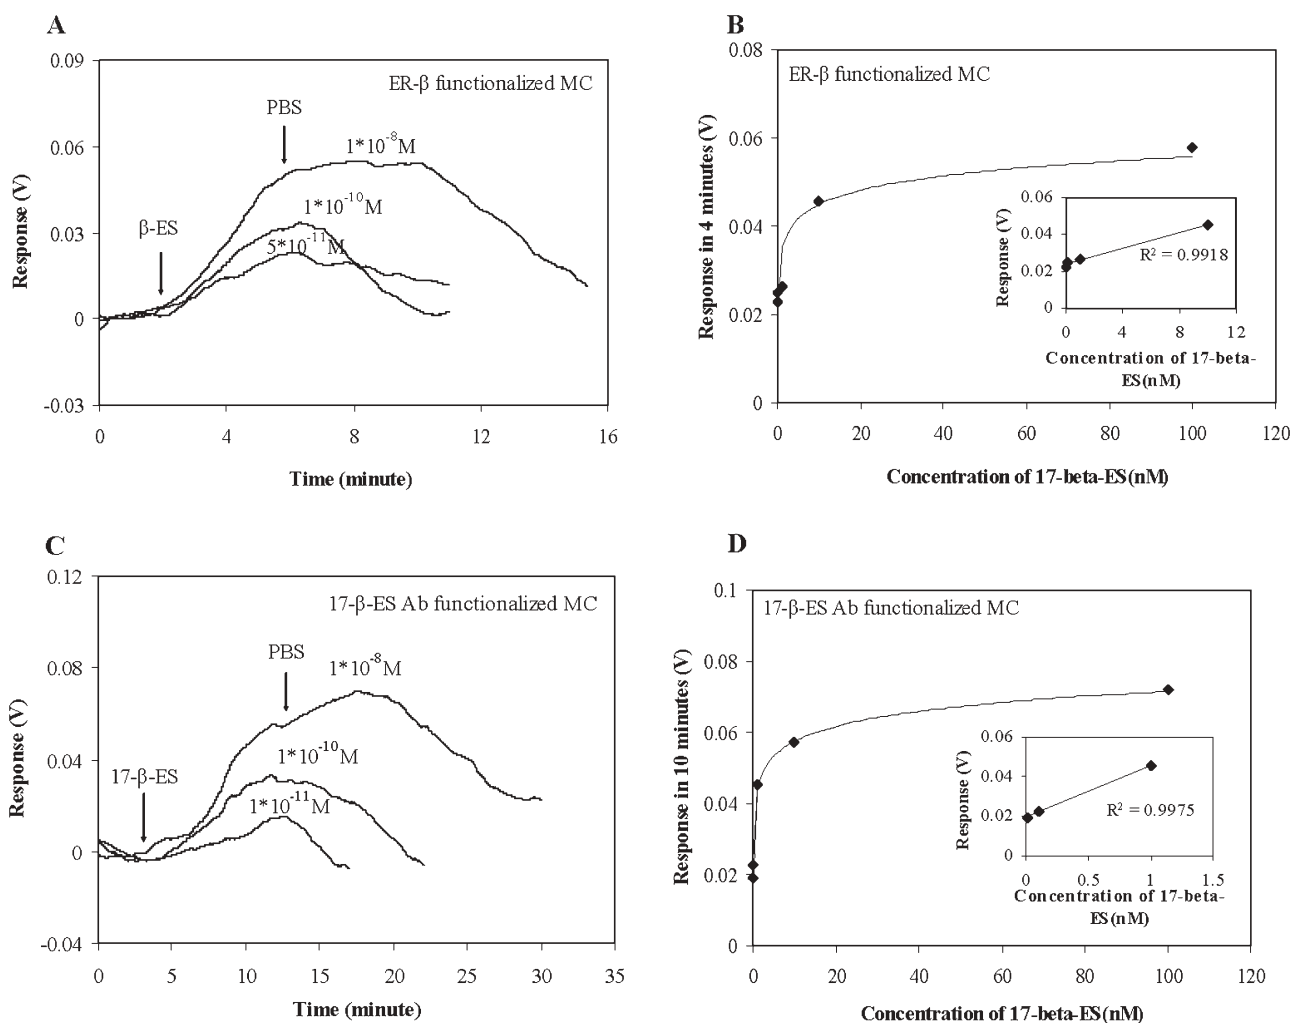 A
0.09
0.06
0.03
0
-0.03
Response (V)
ER-β functionalized MC
PBS
β-ES
1*10⁻⁸M
1*10⁻¹⁰M
5*10⁻¹¹M
0 4 8 12 16
Time (minute)
B
0.08
0.06
0.04
0.02
0
Response in 4 minutes (V)
ER-β functionalized MC
0.06
0.04
0.02
0
Response (V)
R² = 0.9918
0 4 8 12
Concentration of 17-beta-
ES(nM)
0 20 40 60 80 100 120
Concentration of 17-beta-ES(nM)
C
0.12
0.08
0.04
0
-0.04
Response (V)
17-β-ES Ab functionalized MC
PBS
17-β-ES
1*10⁻⁸M
1*10⁻¹⁰M
1*10⁻¹¹M
0 5 10 15 20 25 30 35
Time (minute)
D
0.1
0.08
0.06
0.04
0.02
0
Response in 10 minutes (V)
17-β-ES Ab functionalized MC
0.06
0.04
0.02
0
Response (V)
R² = 0.9975
0 0.5 1 1.5
Concentration of 17-beta-
ES(nM)
0 20 40 60 80 100 120
Concentration of 17-beta-ES(nM)